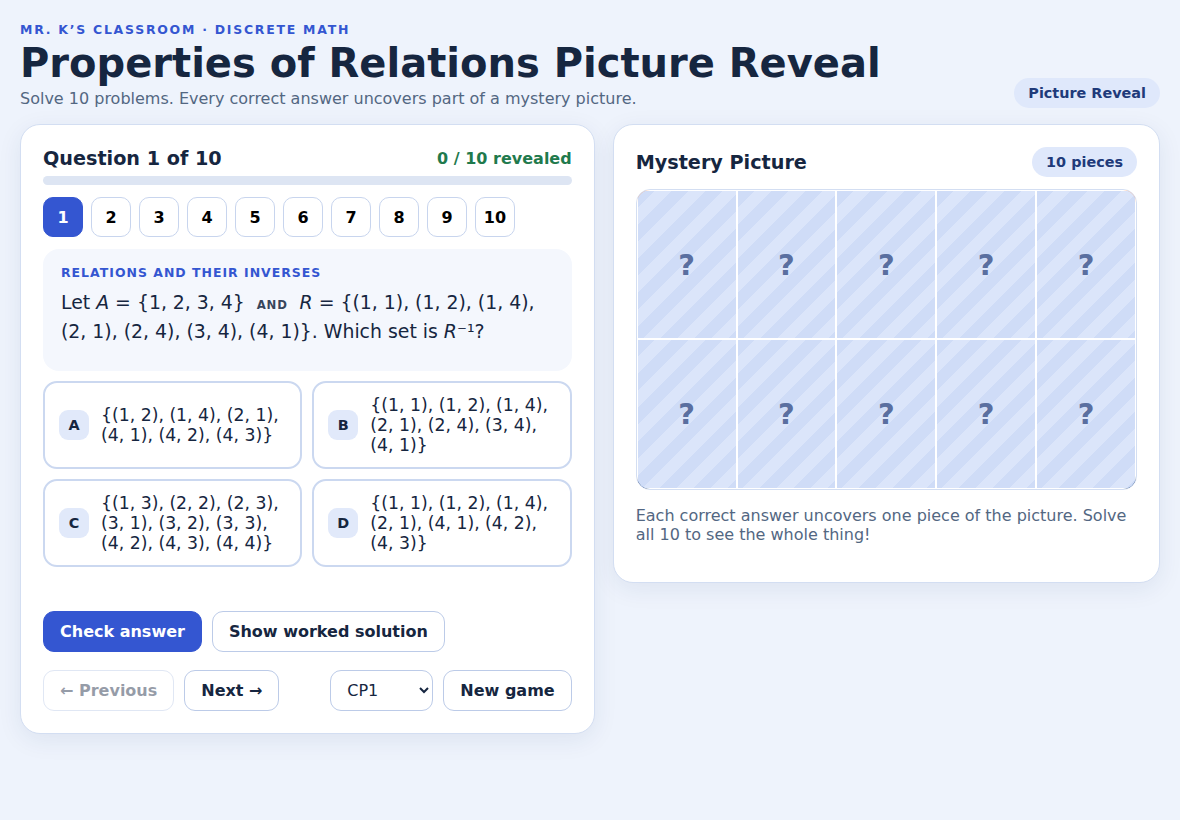 MR. K’S CLASSROOM · DISCRETE MATH
Properties of Relations Picture Reveal
Solve 10 problems. Every correct answer uncovers part of a mystery picture.
Picture Reveal
Question 1 of 10
0 / 10 revealed
1 2 3 4 5 6 7 8 9 10
RELATIONS AND THEIR INVERSES
Let A = {1, 2, 3, 4} AND R = {(1, 1), (1, 2), (1, 4),
(2, 1), (2, 4), (3, 4), (4, 1)}. Which set is R⁻¹?
A
{(1, 2), (1, 4), (2, 1),
(4, 1), (4, 2), (4, 3)}
B
{(1, 1), (1, 2), (1, 4),
(2, 1), (2, 4), (3, 4),
(4, 1)}
C
{(1, 3), (2, 2), (2, 3),
(3, 1), (3, 2), (3, 3),
(4, 2), (4, 3), (4, 4)}
D
{(1, 1), (1, 2), (1, 4),
(2, 1), (4, 1), (4, 2),
(4, 3)}
Check answer
Show worked solution
← Previous
Next →
CP1
New game
Mystery Picture
10 pieces
? ? ? ? ?
? ? ? ? ?
Each correct answer uncovers one piece of the picture. Solve
all 10 to see the whole thing!